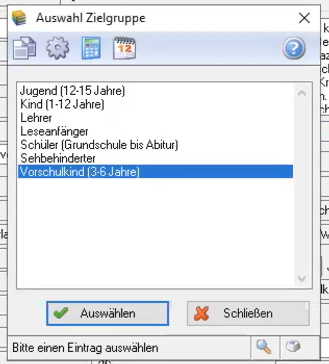 Auswahl Zielgruppe
12
Jugend (12-15 Jahre)
Kind (1-12 Jahre)
Lehrer
Leseanfänger
Schüler (Grundschule bis Abitur)
Sehbehinderter
Vorschulkind (3-6 Jahre)
Auswählen Schließen
Bitte einen Eintrag auswählen